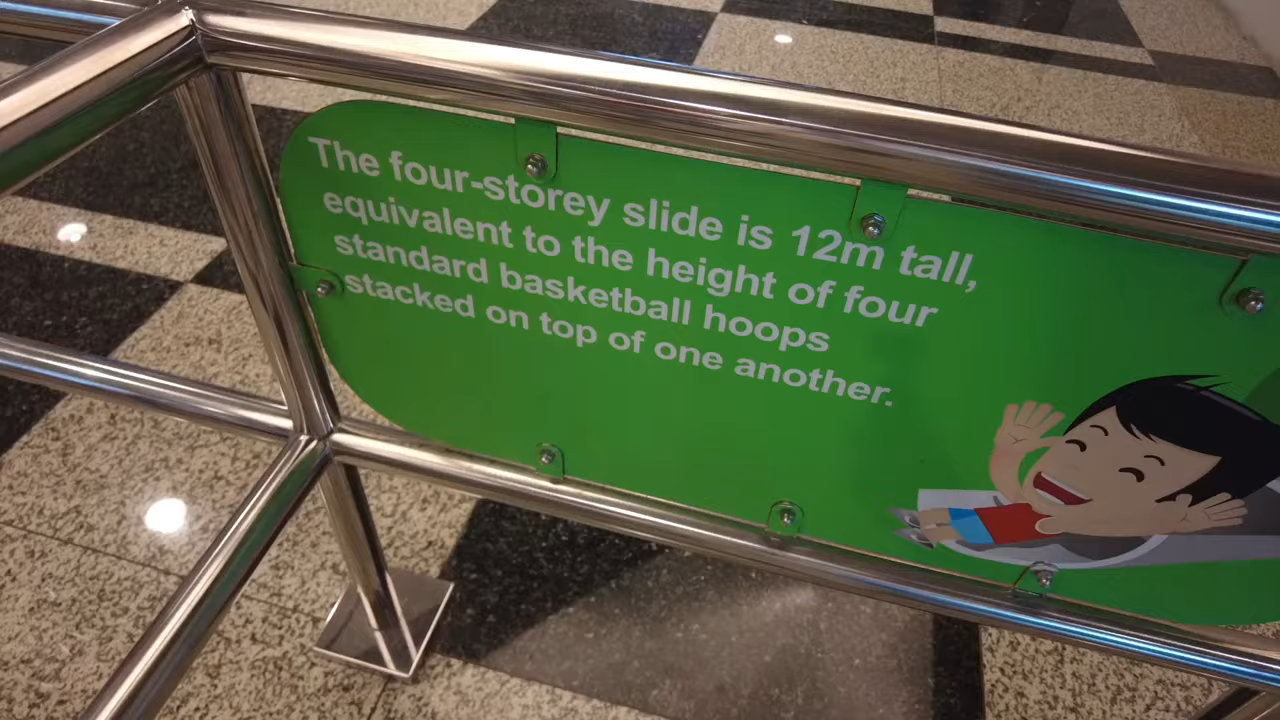 The four-storey slide is 12m tall,
equivalent to the height of four
standard basketball hoops
stacked on top of one another.